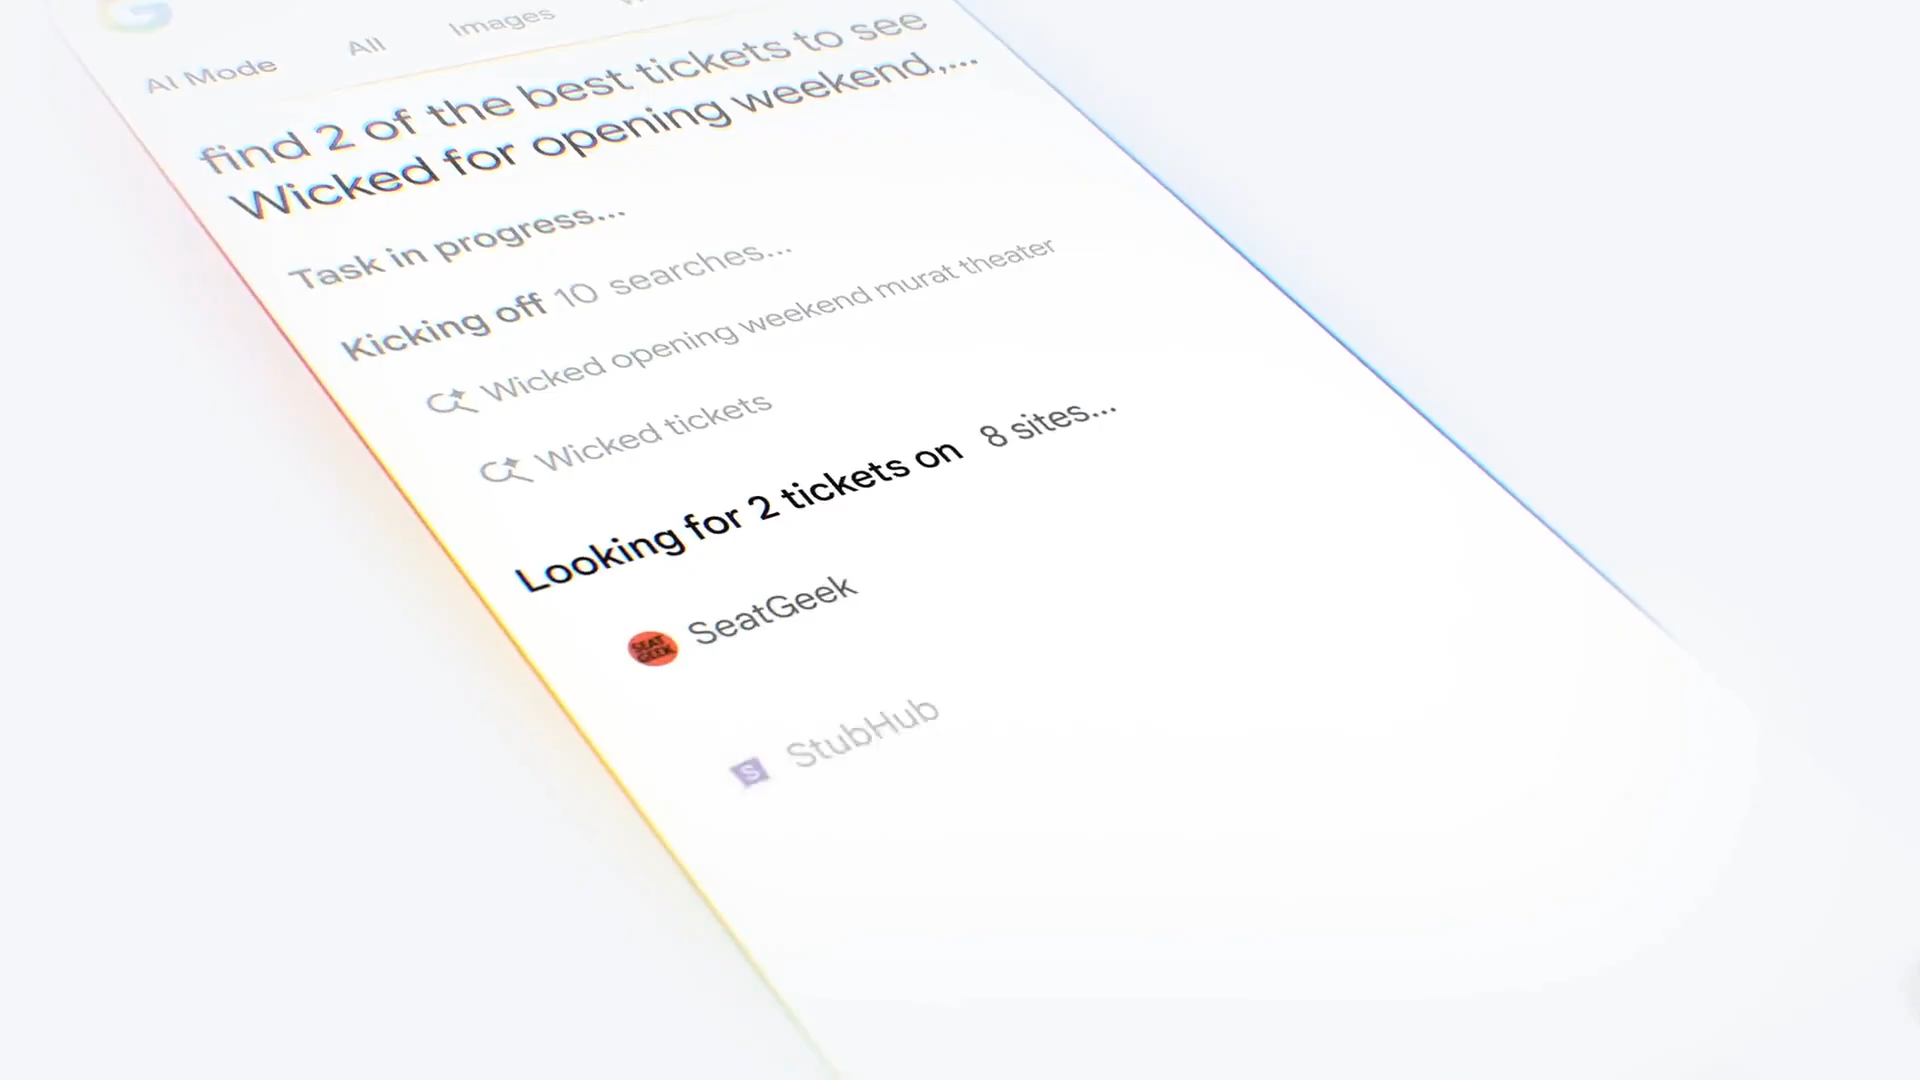 AI Mode All Images
find 2 of the best tickets to see
Wicked for opening weekend,...
Task in progress...
Kicking off 10 searches...
Wicked opening weekend murat theater
Wicked tickets
Looking for 2 tickets on 8 sites...
SEAT GEEK SeatGeek
S StubHub